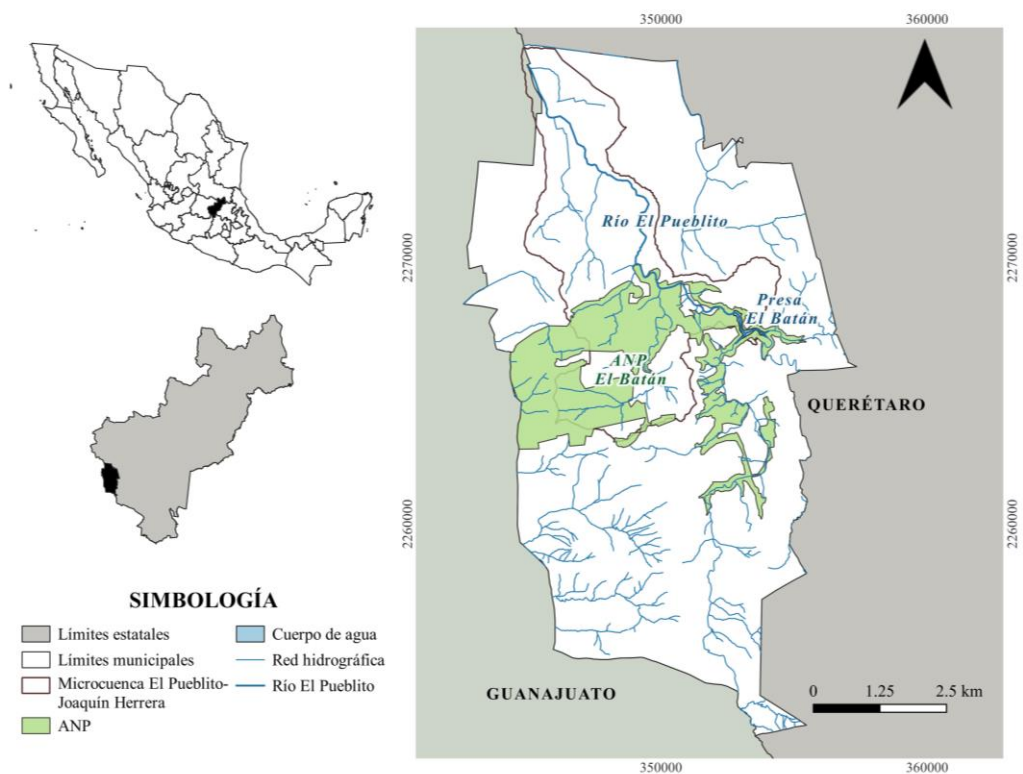 350000
360000
Río El Pueblito
2270000
2270000
Presa
El Batán
ANP
El Batán
QUERÉTARO
2260000
2260000
SIMBOLOGÍA
Límites estatales
Límites municipales
Microcuenca El Pueblito-
Joaquín Herrera
ANP
Cuerpo de agua
Red hidrográfica
Río El Pueblito
GUANAJUATO
0 1.25 2.5 km
350000
360000